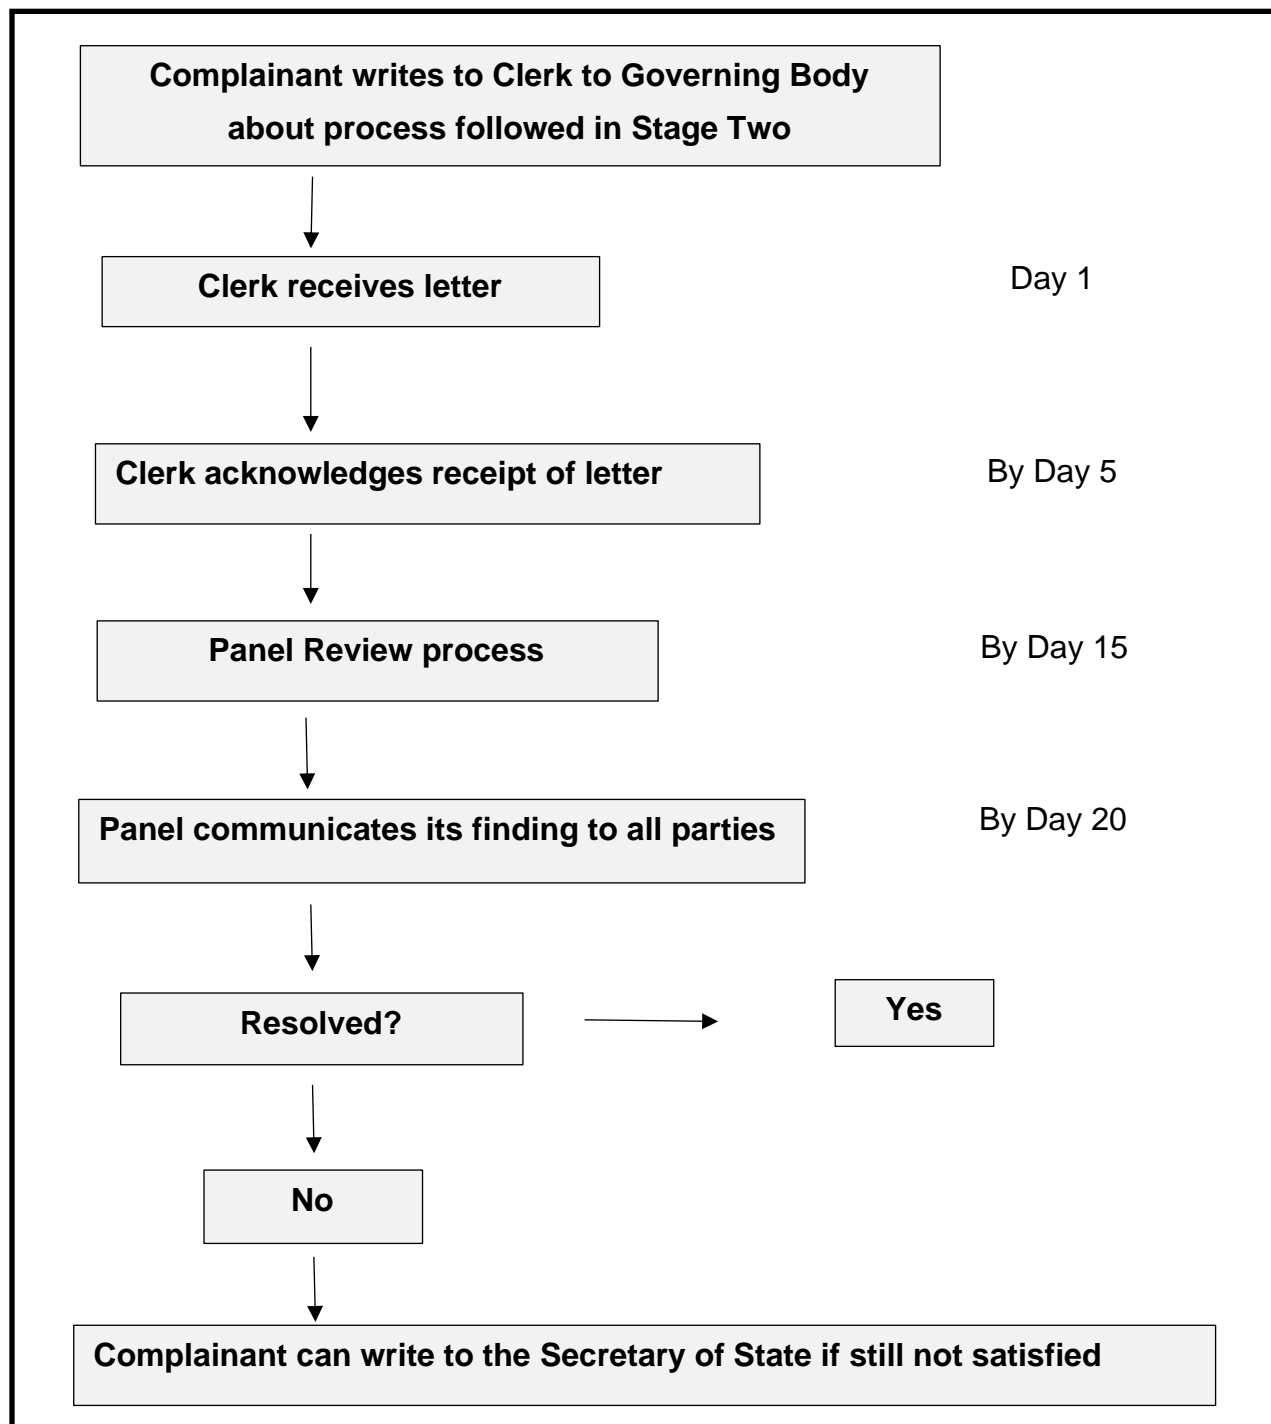 Complainant writes to Clerk to Governing Body
about process followed in Stage Two
Clerk receives letter
Day 1
Clerk acknowledges receipt of letter
By Day 5
Panel Review process
By Day 15
Panel communicates its finding to all parties
By Day 20
Resolved?
Yes
No
Complainant can write to the Secretary of State if still not satisfied